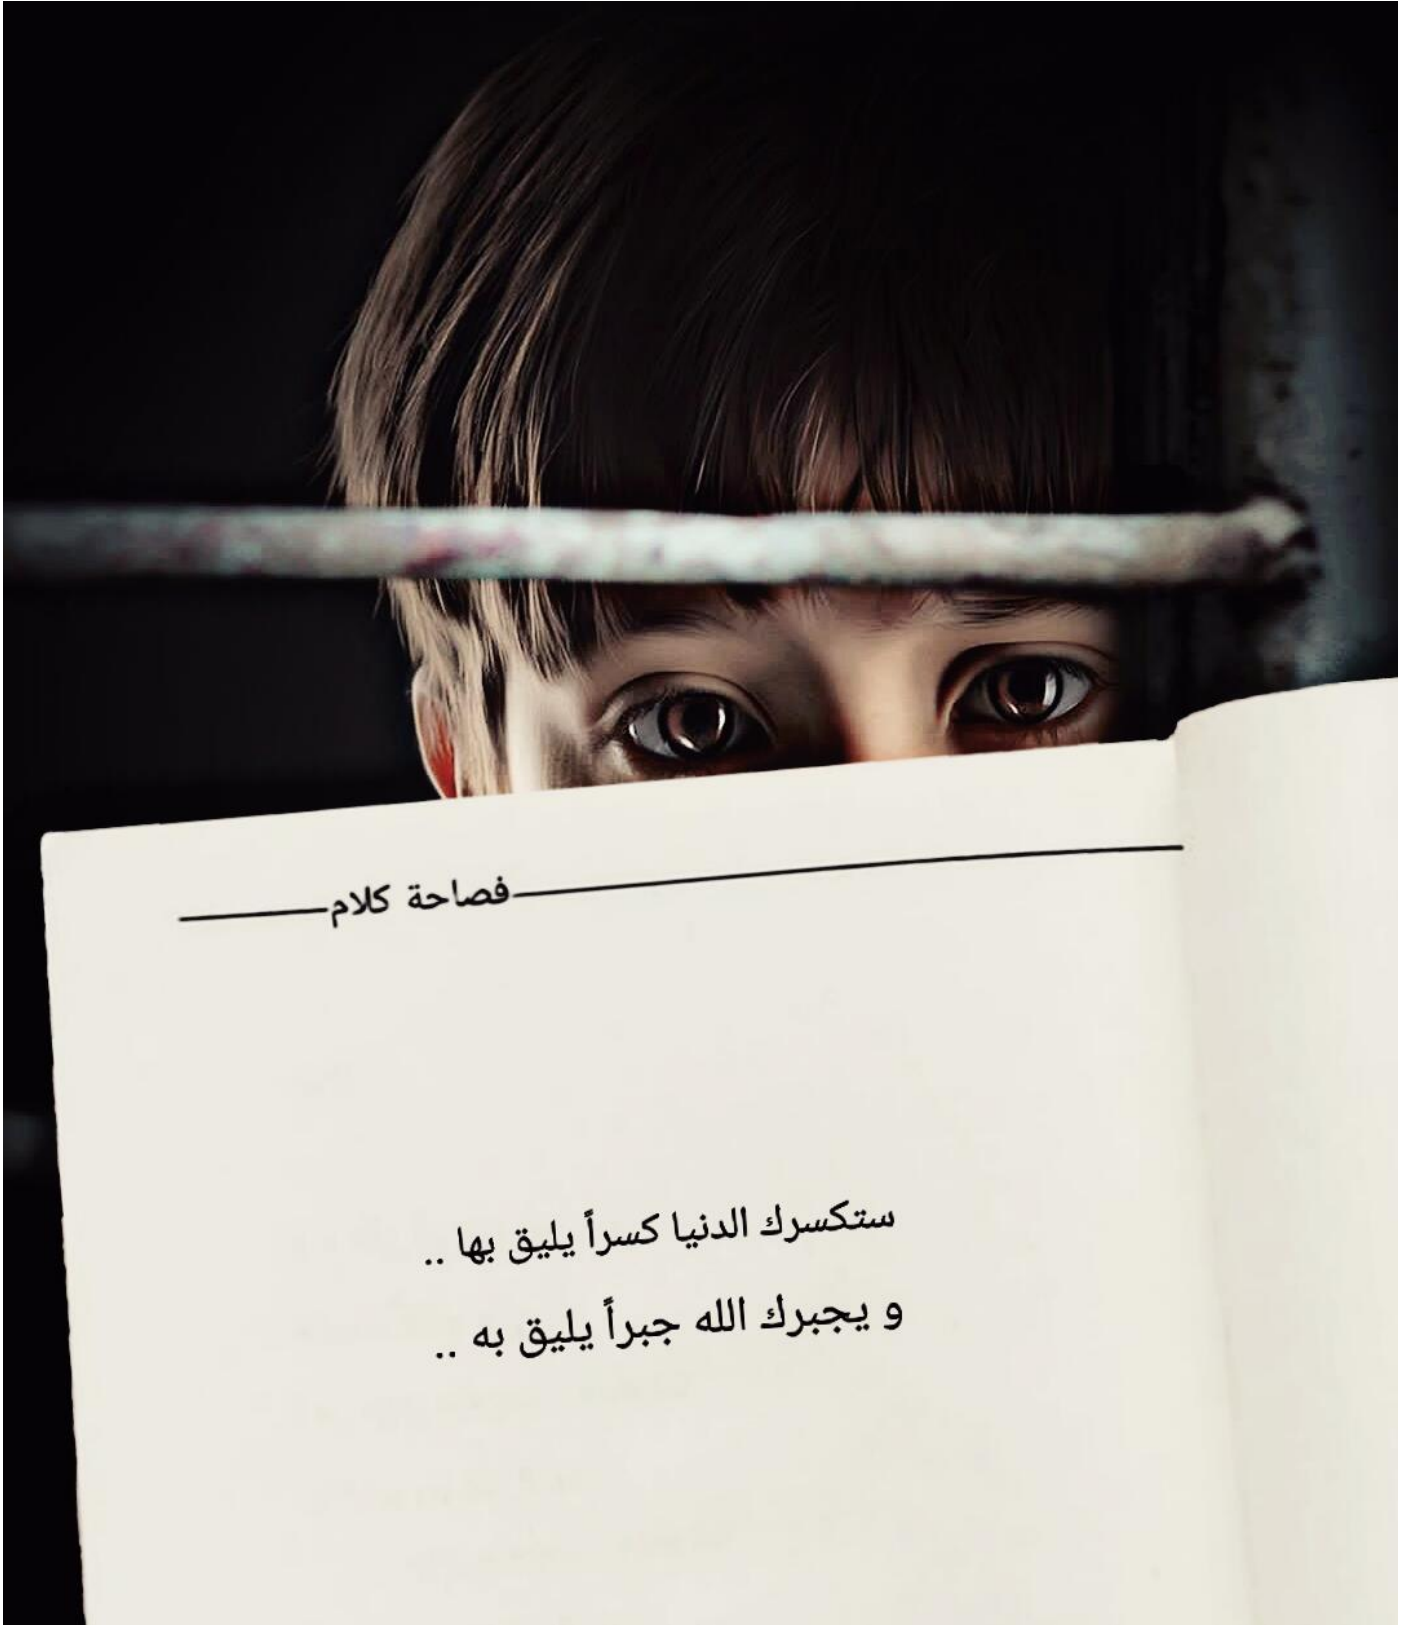 فصاحة كلام
ستكسرك الدنيا كسراً يليق بها ..
و يجبرك الله جبراً يليق به ..